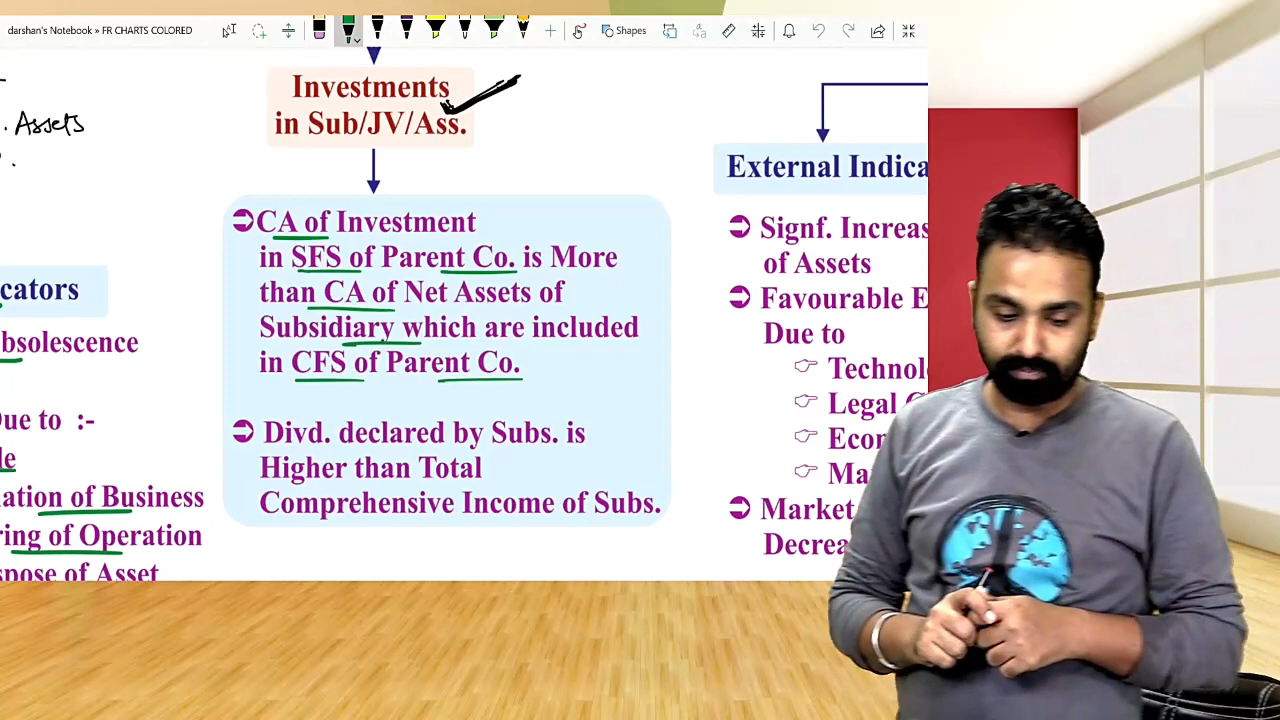 darshan's Notebook » FR CHARTS COLORED
Shapes
. Assets
Investments
in Sub/JV/Ass.
CA of Investment
in SFS of Parent Co. is More
than CA of Net Assets of
Subsidiary which are included
in CFS of Parent Co.
Divd. declared by Subs. is
Higher than Total
Comprehensive Income of Subs.
cators
bsolescence
Due to :-
le
ation of Business
ring of Operation
spose of Asset
External Indica
Signf. Increas
of Assets
Favourable E
Due to
Technol
Legal C
Econ
Ma
Market
Decrea